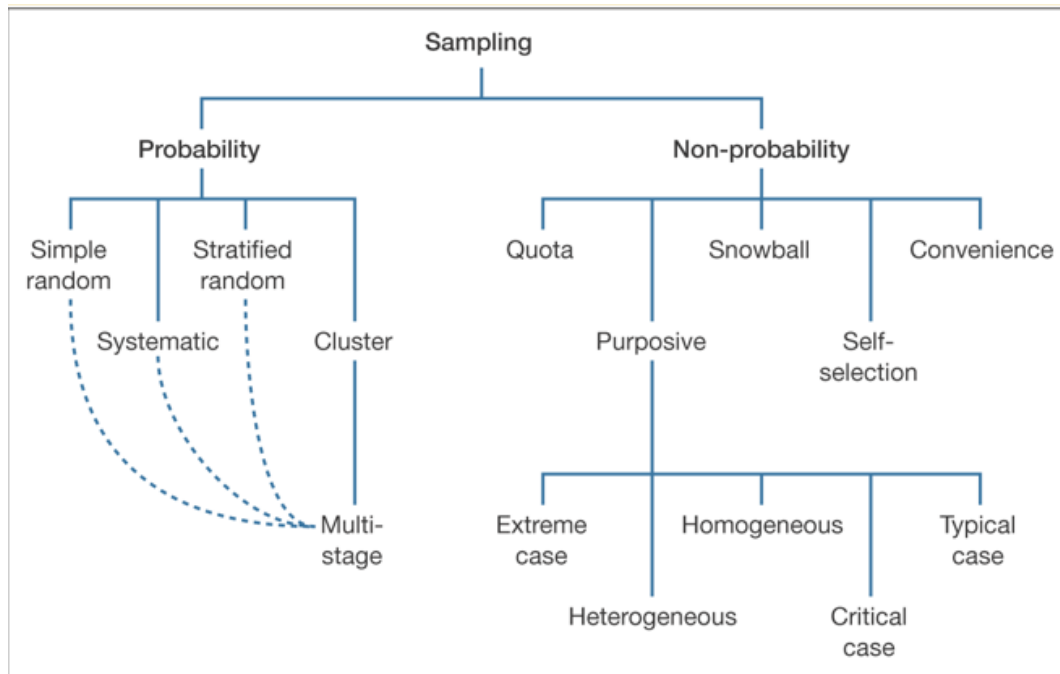 Sampling
Probability
Non-probability
Simple
random
Stratified
random
Quota
Snowball
Convenience
Systematic
Cluster
Purposive
Self-
selection
Multi-
stage
Extreme
case
Homogeneous
Typical
case
Heterogeneous
Critical
case